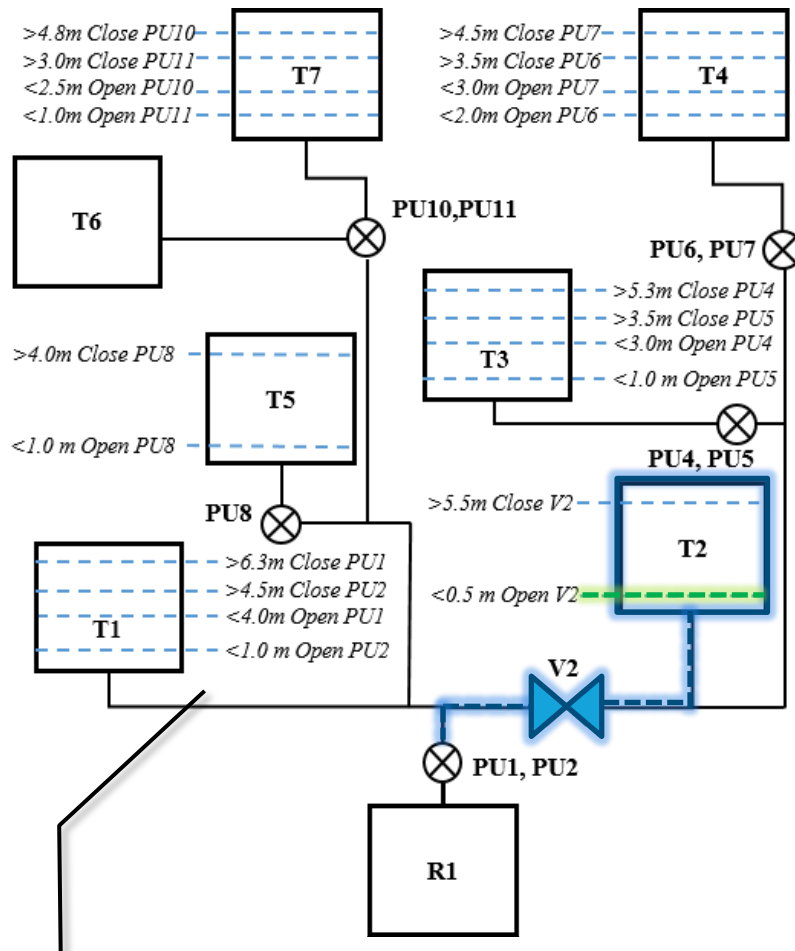 >4.8m Close PU10
>3.0m Close PU11
<2.5m Open PU10
<1.0m Open PU11
T7
>4.5m Close PU7
>3.5m Close PU6
<3.0m Open PU7
<2.0m Open PU6
T4
T6
PU10,PU11
PU6, PU7
>5.3m Close PU4
>3.5m Close PU5
<3.0m Open PU4
<1.0 m Open PU5
T3
>4.0m Close PU8
T5
<1.0 m Open PU8
PU4, PU5
PU8
>5.5m Close V2
T2
<0.5 m Open V2
>6.3m Close PU1
>4.5m Close PU2
<4.0m Open PU1
<1.0 m Open PU2
T1
V2
PU1, PU2
R1